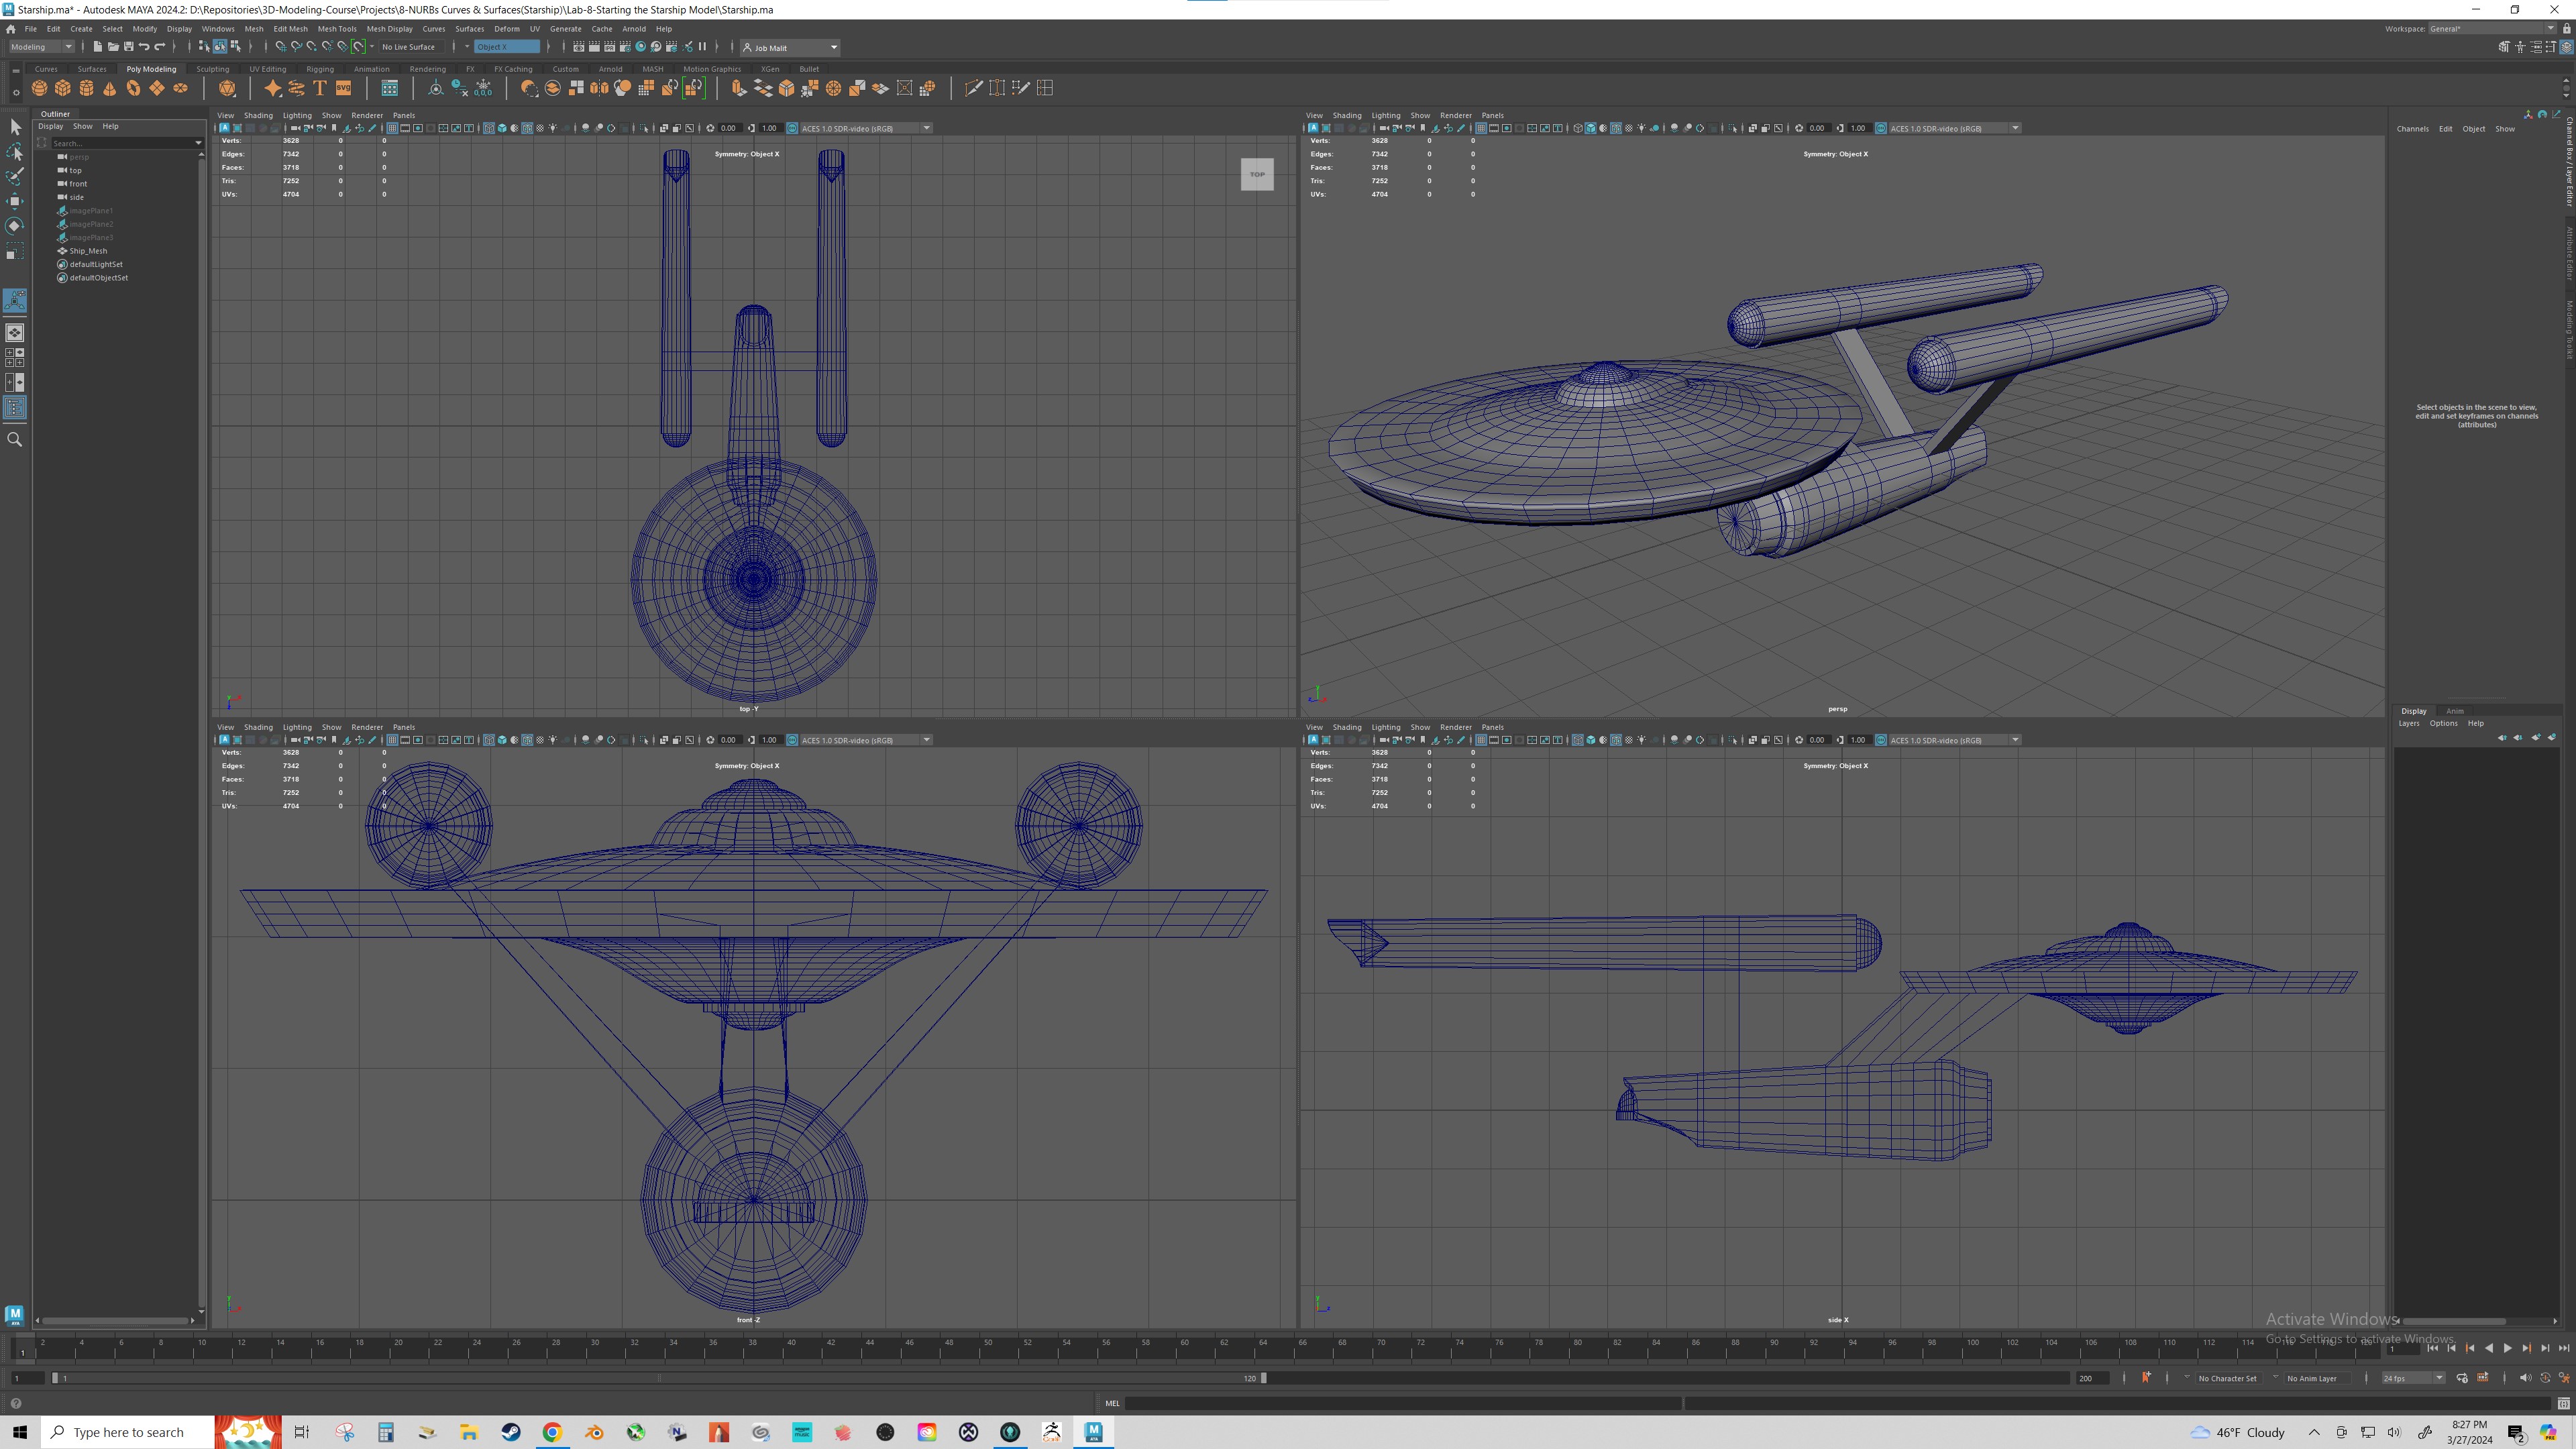 Starship.ma* - Autodesk MAYA 2024.2: D:\Repositories\3D-Modeling-Course\Projects\8-NURBs Curves & Surfaces(Starship)\Lab-8-Starting the Starship Model\Starship.ma
File Edit Create Select Modify Display Windows Mesh Edit Mesh Mesh Tools Mesh Display Curves Surfaces Deform UV Generate Cache Arnold Help
Workspace: General*
Modeling
No Live Surface
Object X
Job Malit
Curves Surfaces Poly Modeling Sculpting UV Editing Rigging Animation Rendering FX FX Caching Custom Arnold MASH Motion Graphics XGen Bullet
Outliner
Display Show Help
Search...
persp
top
front
side
imagePlane1
imagePlane2
imagePlane3
Ship_Mesh
defaultLightSet
defaultObjectSet
View Shading Lighting Show Renderer Panels
0.00 1.00 ACES 1.0 SDR-video (sRGB)
Verts: 3628 0 0
Edges: 7342 0 0
Faces: 3718 0 0
Tris: 7252 0 0
UVs: 4704 0 0
Symmetry: Object X
TOP
top -Y
View Shading Lighting Show Renderer Panels
0.00 1.00 ACES 1.0 SDR-video (sRGB)
Verts: 3628 0 0
Edges: 7342 0 0
Faces: 3718 0 0
Tris: 7252 0 0
UVs: 4704 0 0
Symmetry: Object X
persp
View Shading Lighting Show Renderer Panels
0.00 1.00 ACES 1.0 SDR-video (sRGB)
Verts: 3628 0 0
Edges: 7342 0 0
Faces: 3718 0 0
Tris: 7252 0 0
UVs: 4704 0 0
Symmetry: Object X
front -Z
View Shading Lighting Show Renderer Panels
0.00 1.00 ACES 1.0 SDR-video (sRGB)
Verts: 3628 0 0
Edges: 7342 0 0
Faces: 3718 0 0
Tris: 7252 0 0
UVs: 4704 0 0
Symmetry: Object X
side X
Channels Edit Object Show
Select objects in the scene to view,
edit and set keyframes on channels
(attributes)
Channel Box / Layer Editor
Attribute Editor
Modeling Toolkit
Display Anim
Layers Options Help
Activate Windows
Go to Settings to activate Windows.
2 4 6 8 10 12 14 16 18 20 22 24 26 28 30 32 34 36 38 40 42 44 46 48 50 52 54 56 58 60 62 64 66 68 70 72 74 76 78 80 82 84 86 88 90 92 94 96 98 100 102 104 106 108 110 112 114 116 118 120
1
1
1 1 120 200 No Character Set No Anim Layer 24 fps
MEL
Type here to search
46°F Cloudy
8:27 PM
3/27/2024
2